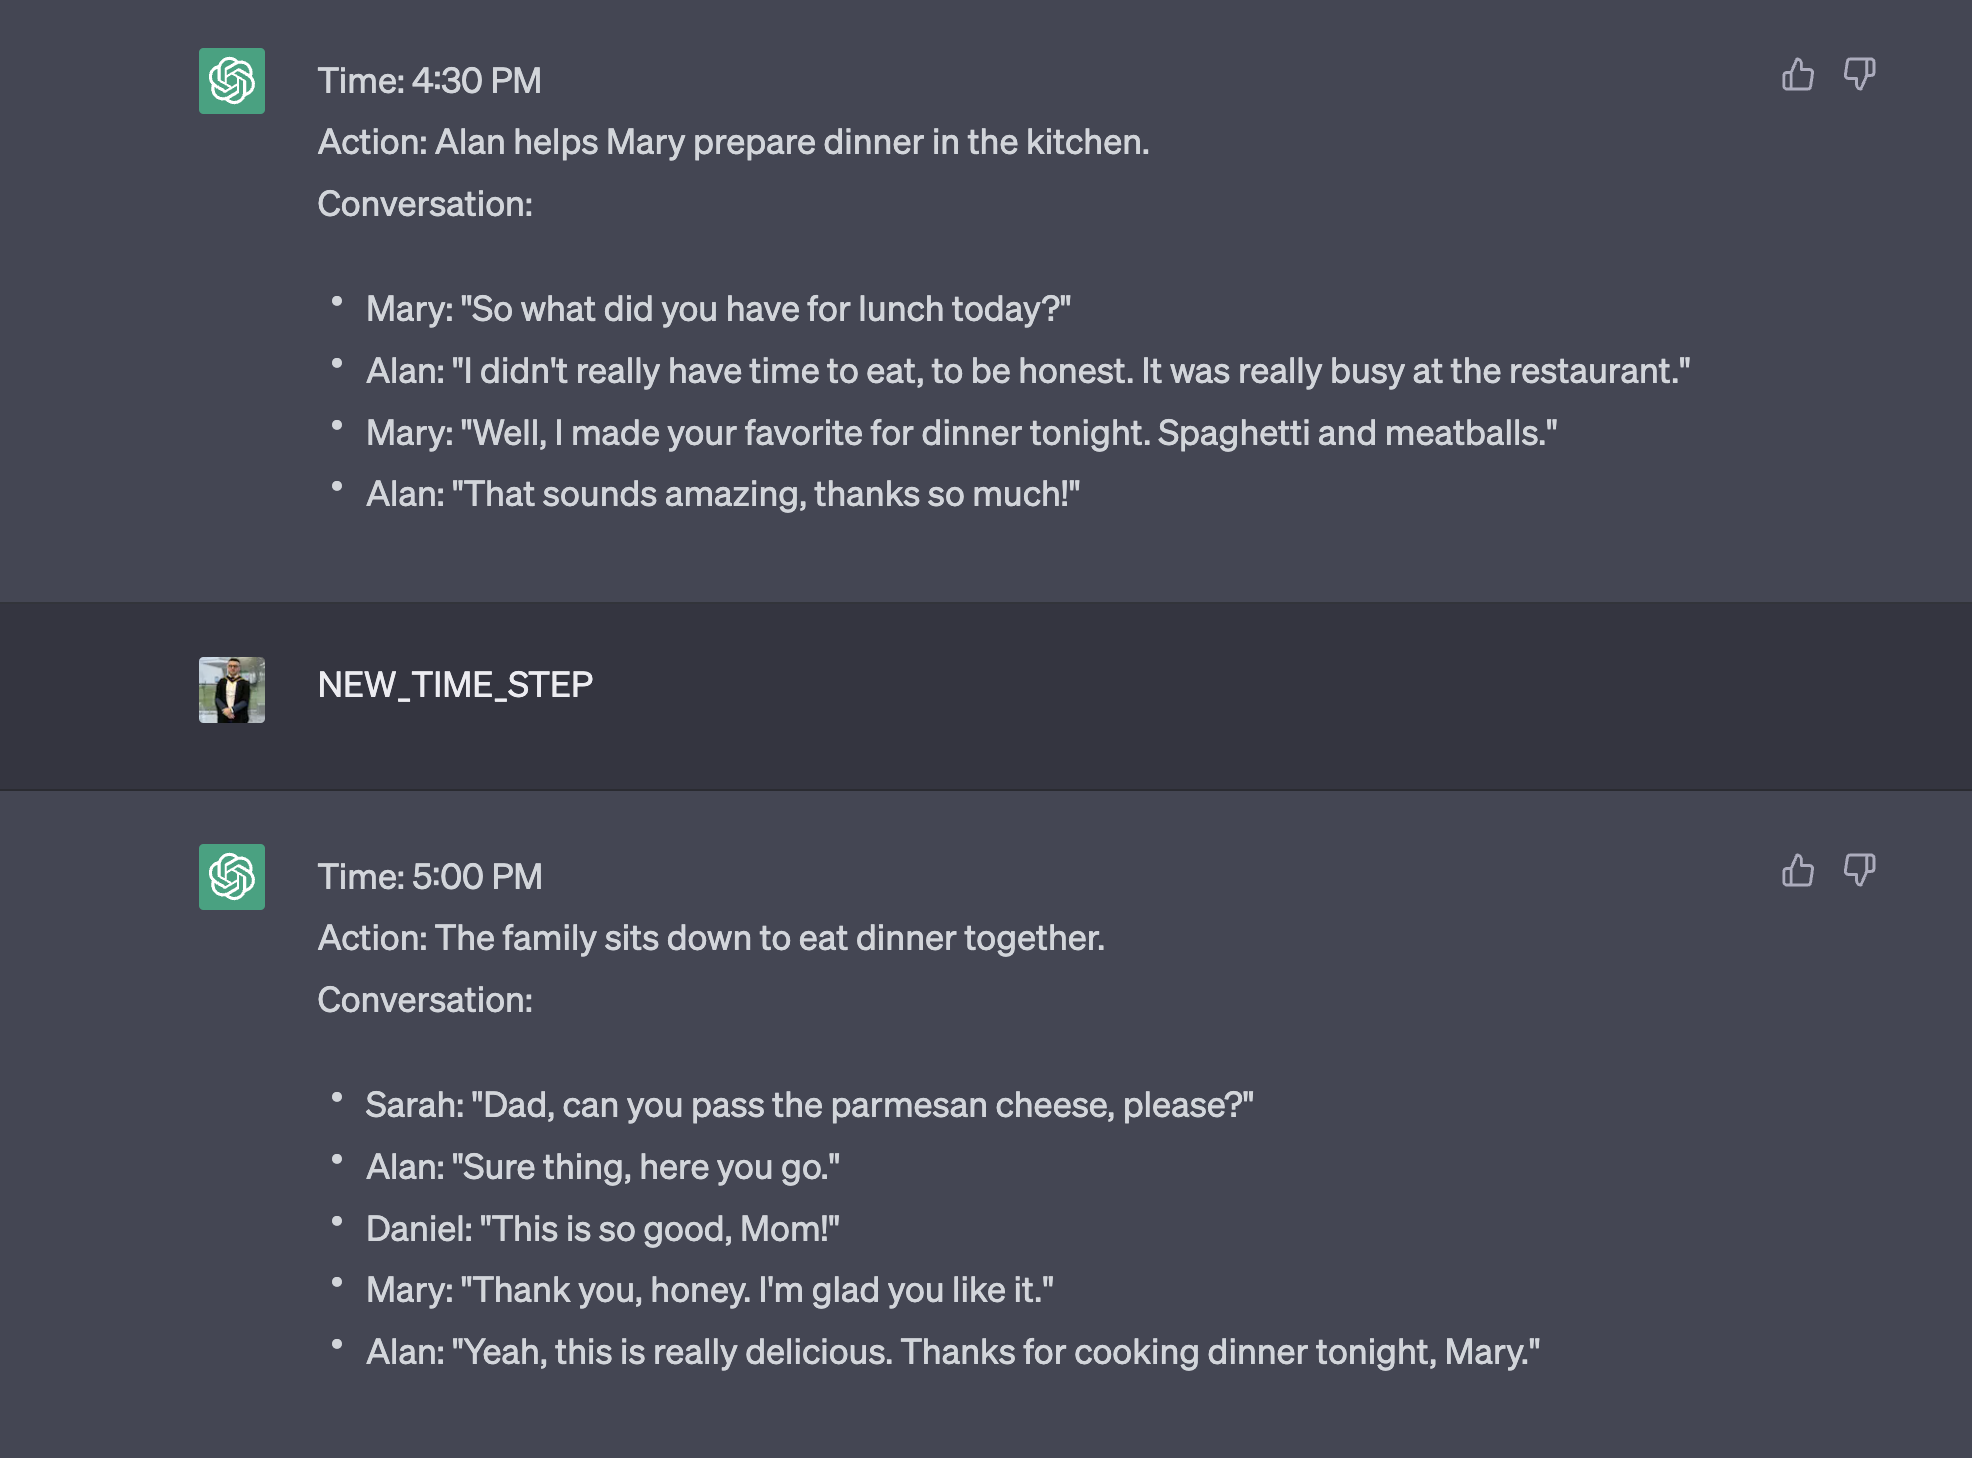 Time: 4:30 PM
Action: Alan helps Mary prepare dinner in the kitchen.
Conversation:
• Mary: "So what did you have for lunch today?"
• Alan: "I didn't really have time to eat, to be honest. It was really busy at the restaurant."
• Mary: "Well, I made your favorite for dinner tonight. Spaghetti and meatballs."
• Alan: "That sounds amazing, thanks so much!"
NEW_TIME_STEP
Time: 5:00 PM
Action: The family sits down to eat dinner together.
Conversation:
• Sarah: "Dad, can you pass the parmesan cheese, please?"
• Alan: "Sure thing, here you go."
• Daniel: "This is so good, Mom!"
• Mary: "Thank you, honey. I'm glad you like it."
• Alan: "Yeah, this is really delicious. Thanks for cooking dinner tonight, Mary."